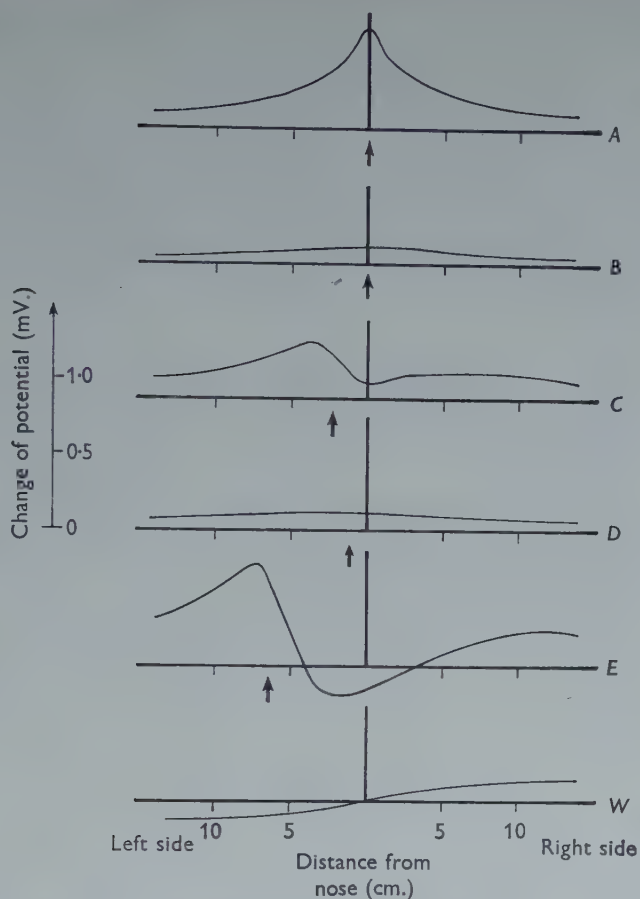 A
B
Change of potential (mV.)
1·0
0·5
0
C
D
E
W
10 5 5 10
Left side Distance from Right side
nose (cm.)